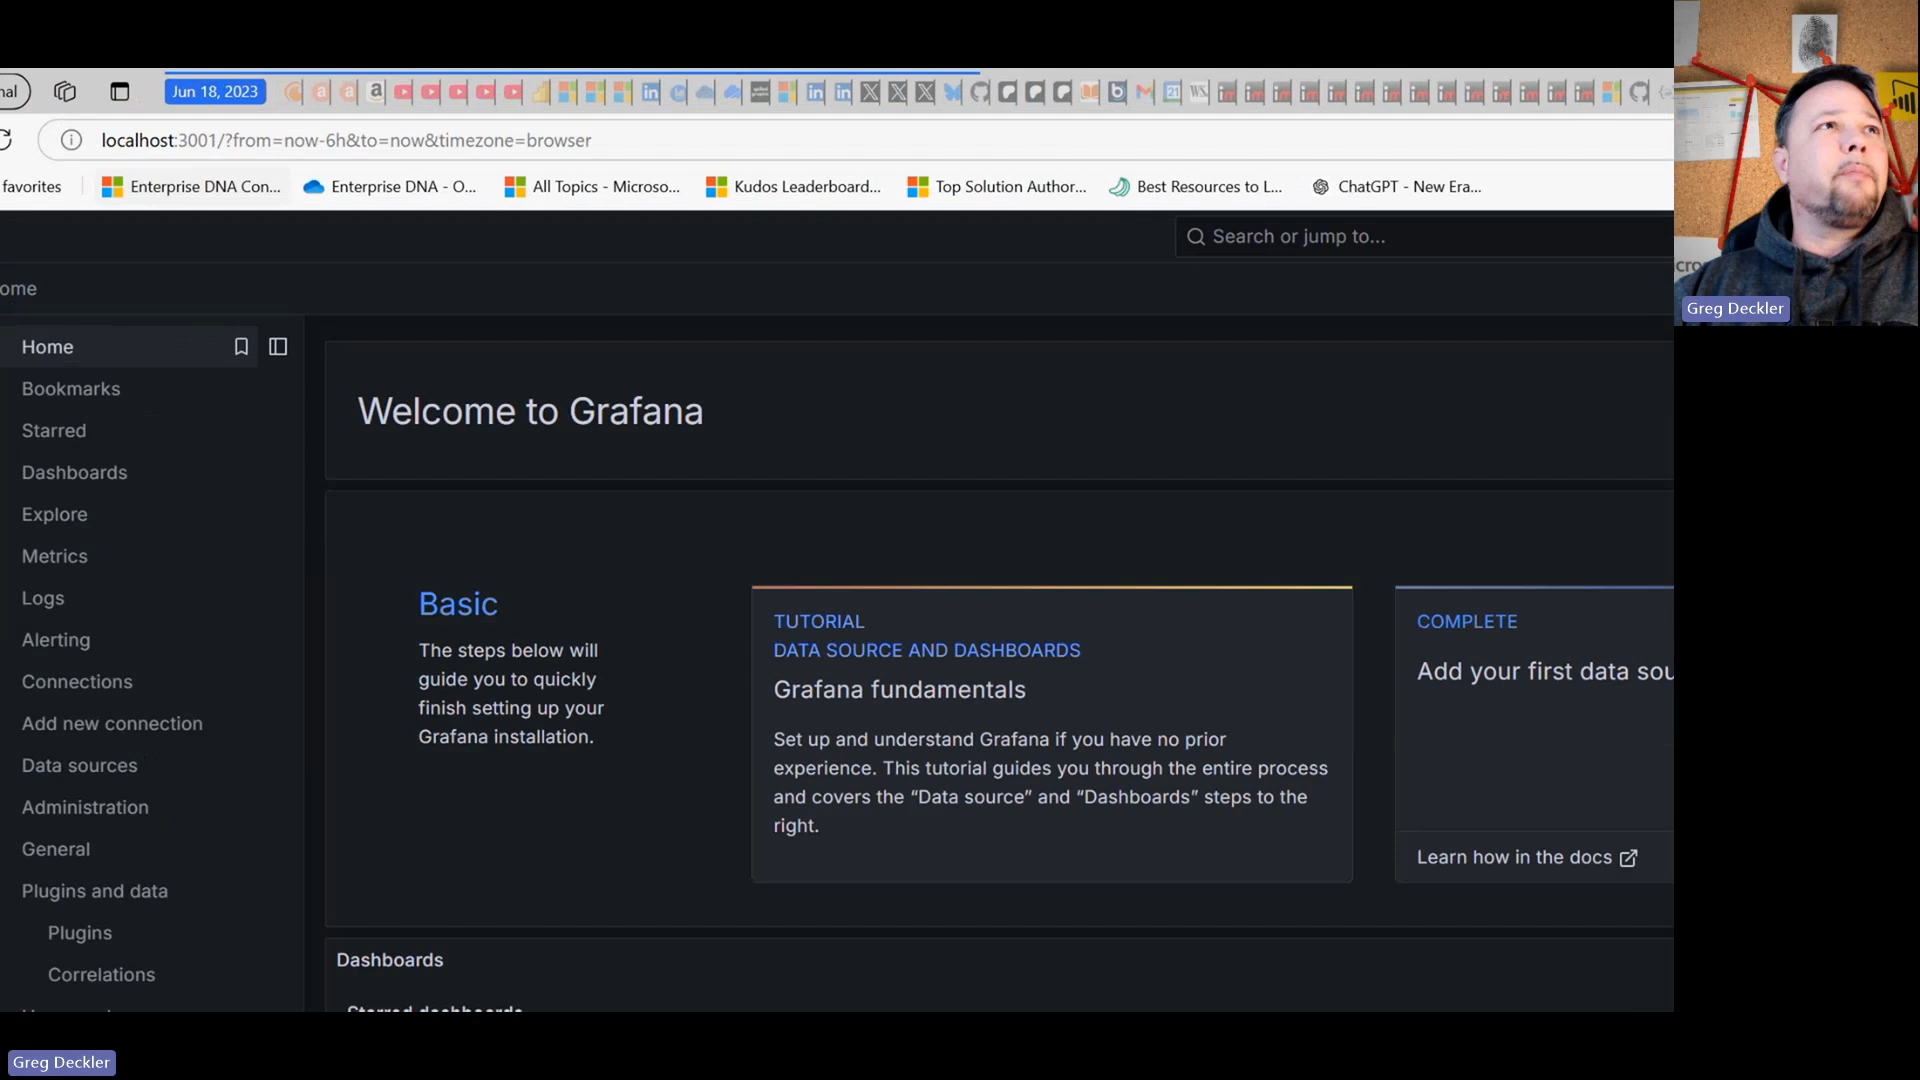 nal
Jun 18, 2023
localhost:3001/?from=now-6h&to=now&timezone=browser
favorites
Enterprise DNA Con...
Enterprise DNA - O...
All Topics - Microso...
Kudos Leaderboard...
Top Solution Author...
Best Resources to L...
ChatGPT - New Era...
Search or jump to...
ome
Home
Bookmarks
Starred
Dashboards
Explore
Metrics
Logs
Alerting
Connections
Add new connection
Data sources
Administration
General
Plugins and data
Plugins
Correlations
Welcome to Grafana
Basic
The steps below will
guide you to quickly
finish setting up your
Grafana installation.
TUTORIAL
DATA SOURCE AND DASHBOARDS
Grafana fundamentals
Set up and understand Grafana if you have no prior
experience. This tutorial guides you through the entire process
and covers the “Data source” and “Dashboards” steps to the
right.
COMPLETE
Add your first data sou
Learn how in the docs
Dashboards
Starred dashboards
Greg Deckler
Greg Deckler